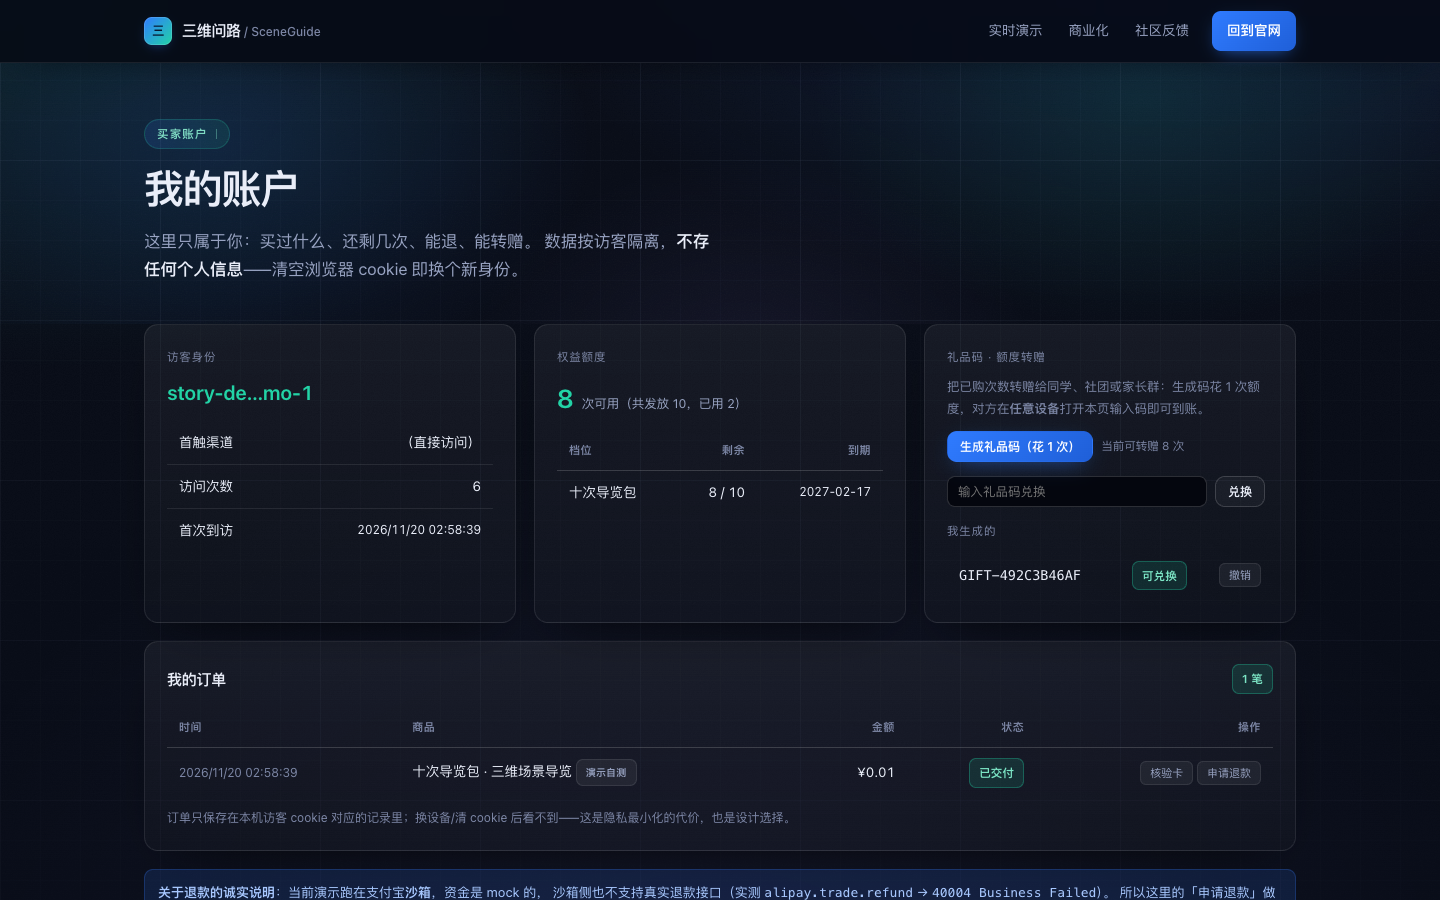 三 三维问路 / SceneGuide
实时演示 商业化 社区反馈 回到官网
买家账户
我的账户
这里只属于你：买过什么、还剩几次、能退、能转赠。 数据按访客隔离，不存
任何个人信息——清空浏览器 cookie 即换个新身份。
访客身份
story-de…mo-1
首触渠道 （直接访问）
访问次数 6
首次到访 2026/11/20 02:58:39
权益额度
8 次可用（共发放 10，已用 2）
档位 剩余 到期
十次导览包 8 / 10 2027-02-17
礼品码 · 额度转赠
把已购次数转赠给同学、社团或家长群：生成码花 1 次额
度，对方在任意设备打开本页输入码即可到账。
生成礼品码（花 1 次） 当前可转赠 8 次
输入礼品码兑换 兑换
我生成的
GIFT-492C3B46AF 可兑换 撤销
我的订单 1 笔
时间 商品 金额 状态 操作
2026/11/20 02:58:39 十次导览包 · 三维场景导览 演示自测 ¥0.01 已交付 核验卡 申请退款
订单只保存在本机访客 cookie 对应的记录里；换设备/清 cookie 后看不到——这是隐私最小化的代价，也是设计选择。
关于退款的诚实说明：当前演示跑在支付宝沙箱，资金是 mock 的， 沙箱侧也不支持真实退款接口（实测 alipay.trade.refund → 40004 Business Failed）。 所以这里的「申请退款」做